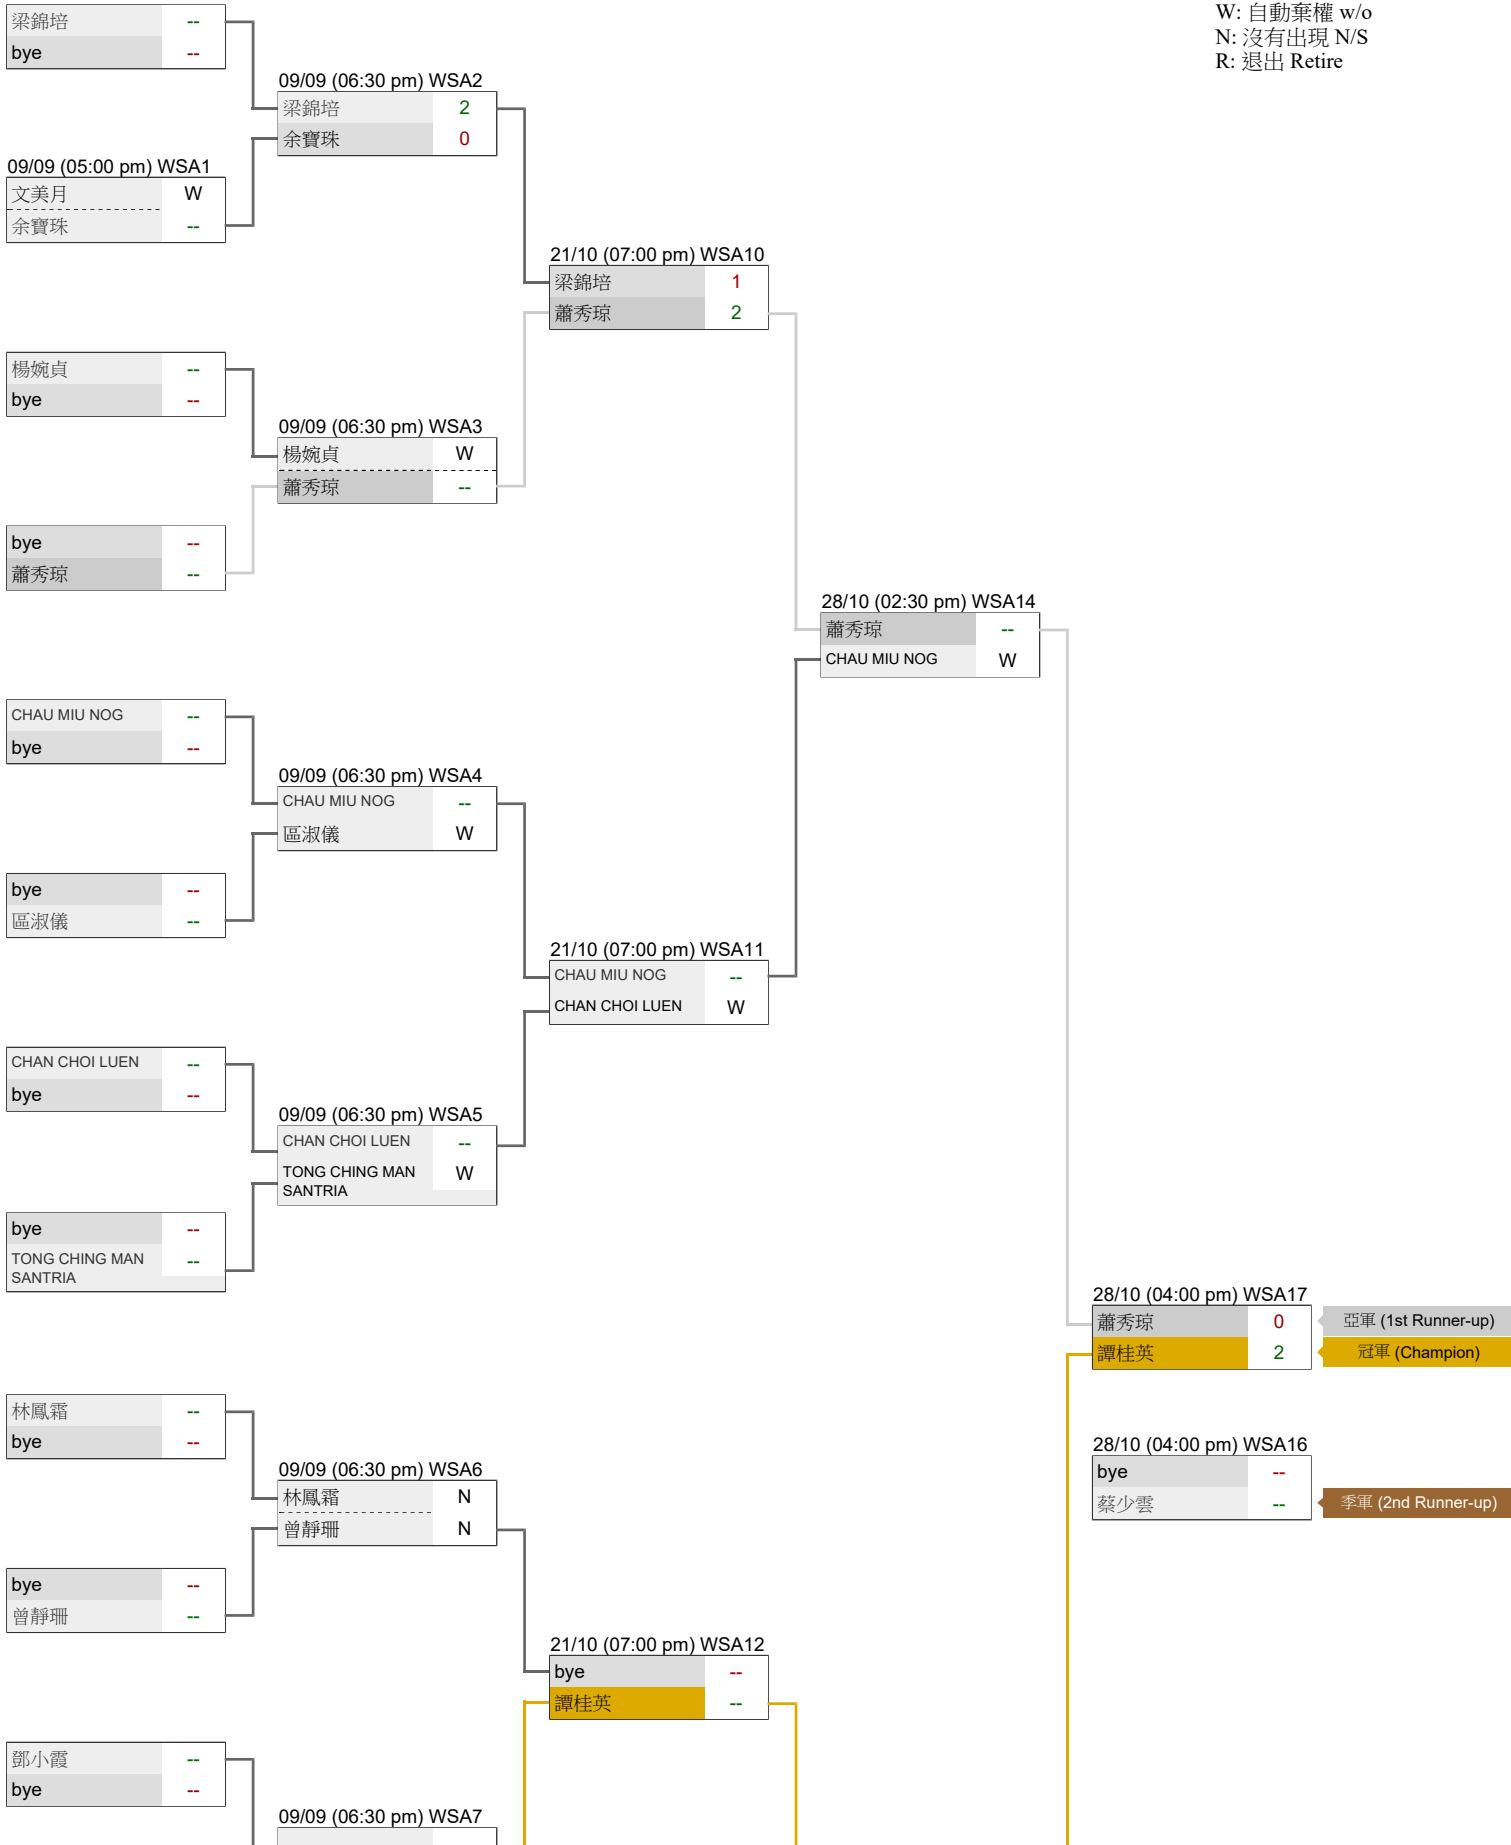 W: 自動棄權 w/o
N: 沒有出現 N/S
R: 退出 Retire
梁錦培 --
bye --
09/09 (06:30 pm) WSA2
梁錦培 2
余寶珠 0
09/09 (05:00 pm) WSA1
文美月 W
余寶珠 --
21/10 (07:00 pm) WSA10
梁錦培 1
蕭秀琼 2
楊婉貞 --
bye --
09/09 (06:30 pm) WSA3
楊婉貞 W
蕭秀琼 --
bye --
蕭秀琼 --
28/10 (02:30 pm) WSA14
蕭秀琼 --
CHAU MIU NOG W
CHAU MIU NOG --
bye --
09/09 (06:30 pm) WSA4
CHAU MIU NOG --
區淑儀 W
bye --
區淑儀 --
21/10 (07:00 pm) WSA11
CHAU MIU NOG --
CHAN CHOI LUEN W
CHAN CHOI LUEN --
bye --
09/09 (06:30 pm) WSA5
CHAN CHOI LUEN --
TONG CHING MAN W
SANTRIA
bye --
TONG CHING MAN --
SANTRIA
28/10 (04:00 pm) WSA17
蕭秀琼 0 亞軍 (1st Runner-up)
譚桂英 2 冠軍 (Champion)
林鳳霜 --
bye --
28/10 (04:00 pm) WSA16
bye --
蔡少雲 -- 季軍 (2nd Runner-up)
09/09 (06:30 pm) WSA6
林鳳霜 N
曾靜珊 N
bye --
曾靜珊 --
21/10 (07:00 pm) WSA12
bye --
譚桂英 --
鄧小霞 --
bye --
09/09 (06:30 pm) WSA7